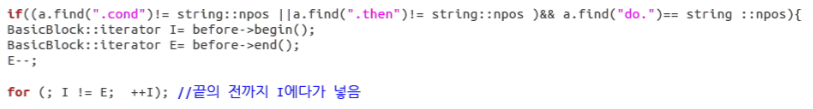 if((a.find(".cond")!= string::npos ||a.find(".then")!= string::npos )&& a.find("do.")== string ::npos){
BasicBlock::iterator I= before->begin();
BasicBlock::iterator E= before->end();
E--;
for (; I != E;  ++I); //끝의 전까지 I에다가 넣음